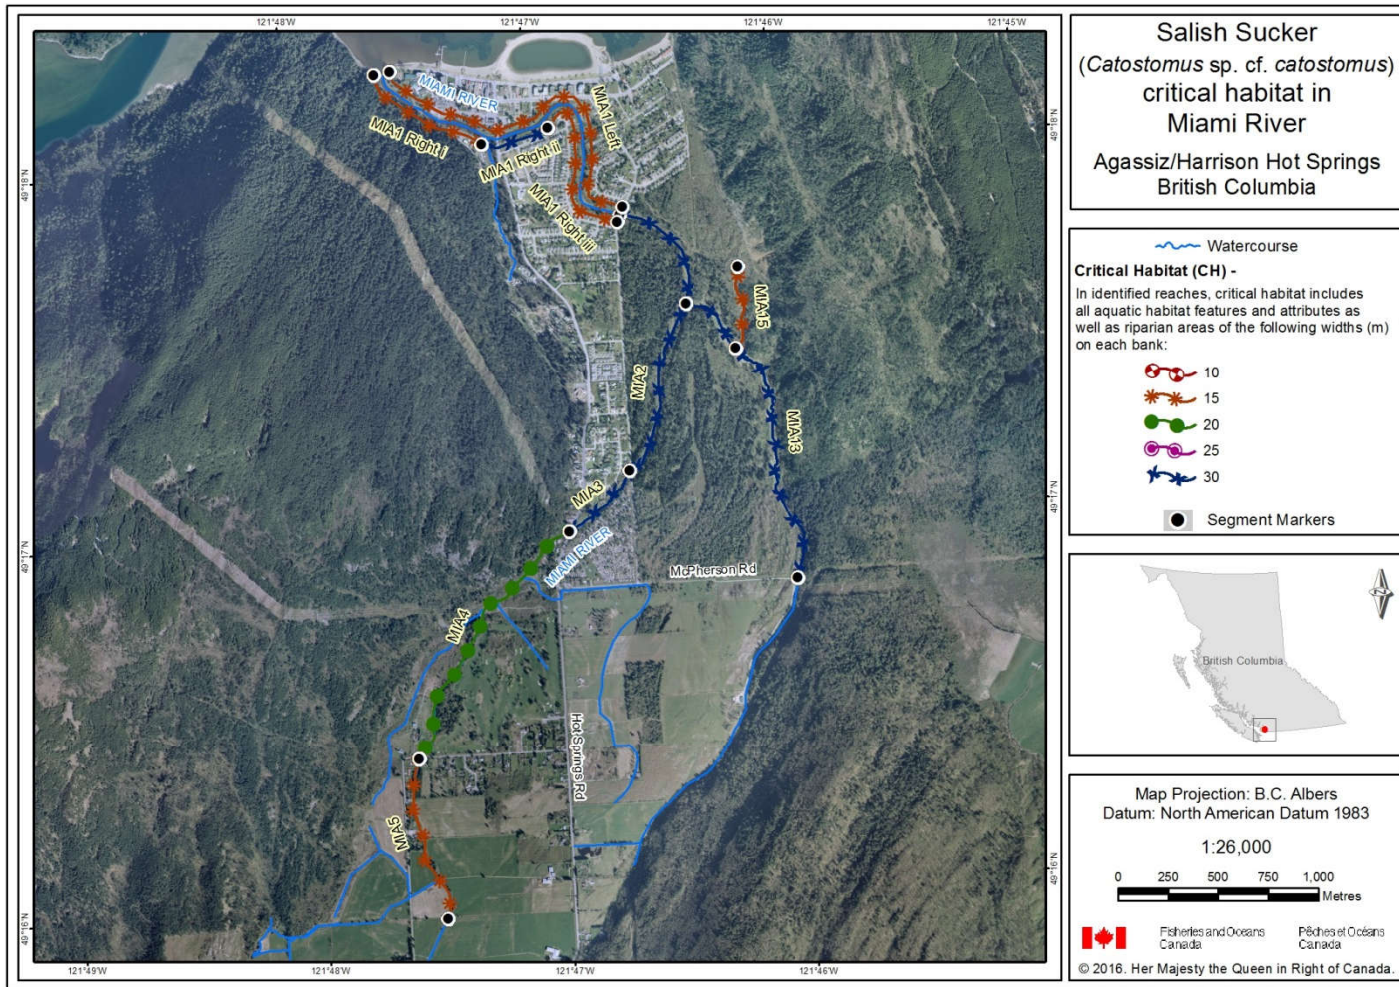 121°48'W
121°47'W
121°46'W
121°45'W
MIAMI RIVER
MIA1 Right i
MIA1 Right ii
MIA1 Left
MIA1 Right iii
49°18'N
49°18'N
MIA15
MIA2
MIA13
MIA3
MIAMI RIVER
49°17'N
49°17'N
McPherson Rd
MIA4
Hot Springs Rd
MIA5
49°16'N
49°16'N
121°49'W
121°48'W
121°47'W
121°46'W
Salish Sucker
(Catostomus sp. cf. catostomus)
critical habitat in
Miami River
Agassiz/Harrison Hot Springs
British Columbia
Watercourse
Critical Habitat (CH) -
In identified reaches, critical habitat includes
all aquatic habitat features and attributes as
well as riparian areas of the following widths (m)
on each bank:
10
15
20
25
30
Segment Markers
British Columbia
N
Map Projection: B.C. Albers
Datum: North American Datum 1983
1:26,000
0 250 500 750 1,000
Metres
Fisheries and Oceans
Canada
Pêches et Océans
Canada
© 2016. Her Majesty the Queen in Right of Canada.